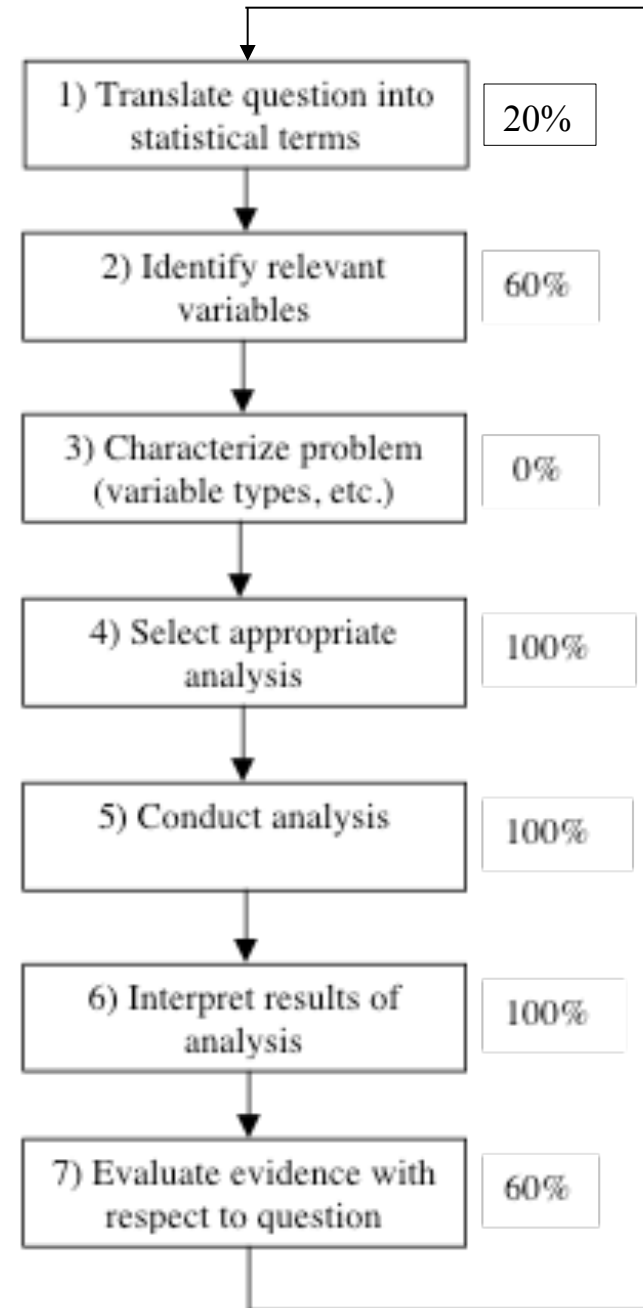 1) Translate question into
statistical terms
20%
2) Identify relevant
variables
60%
3) Characterize problem
(variable types, etc.)
0%
4) Select appropriate
analysis
100%
5) Conduct analysis
100%
6) Interpret results of
analysis
100%
7) Evaluate evidence with
respect to question
60%